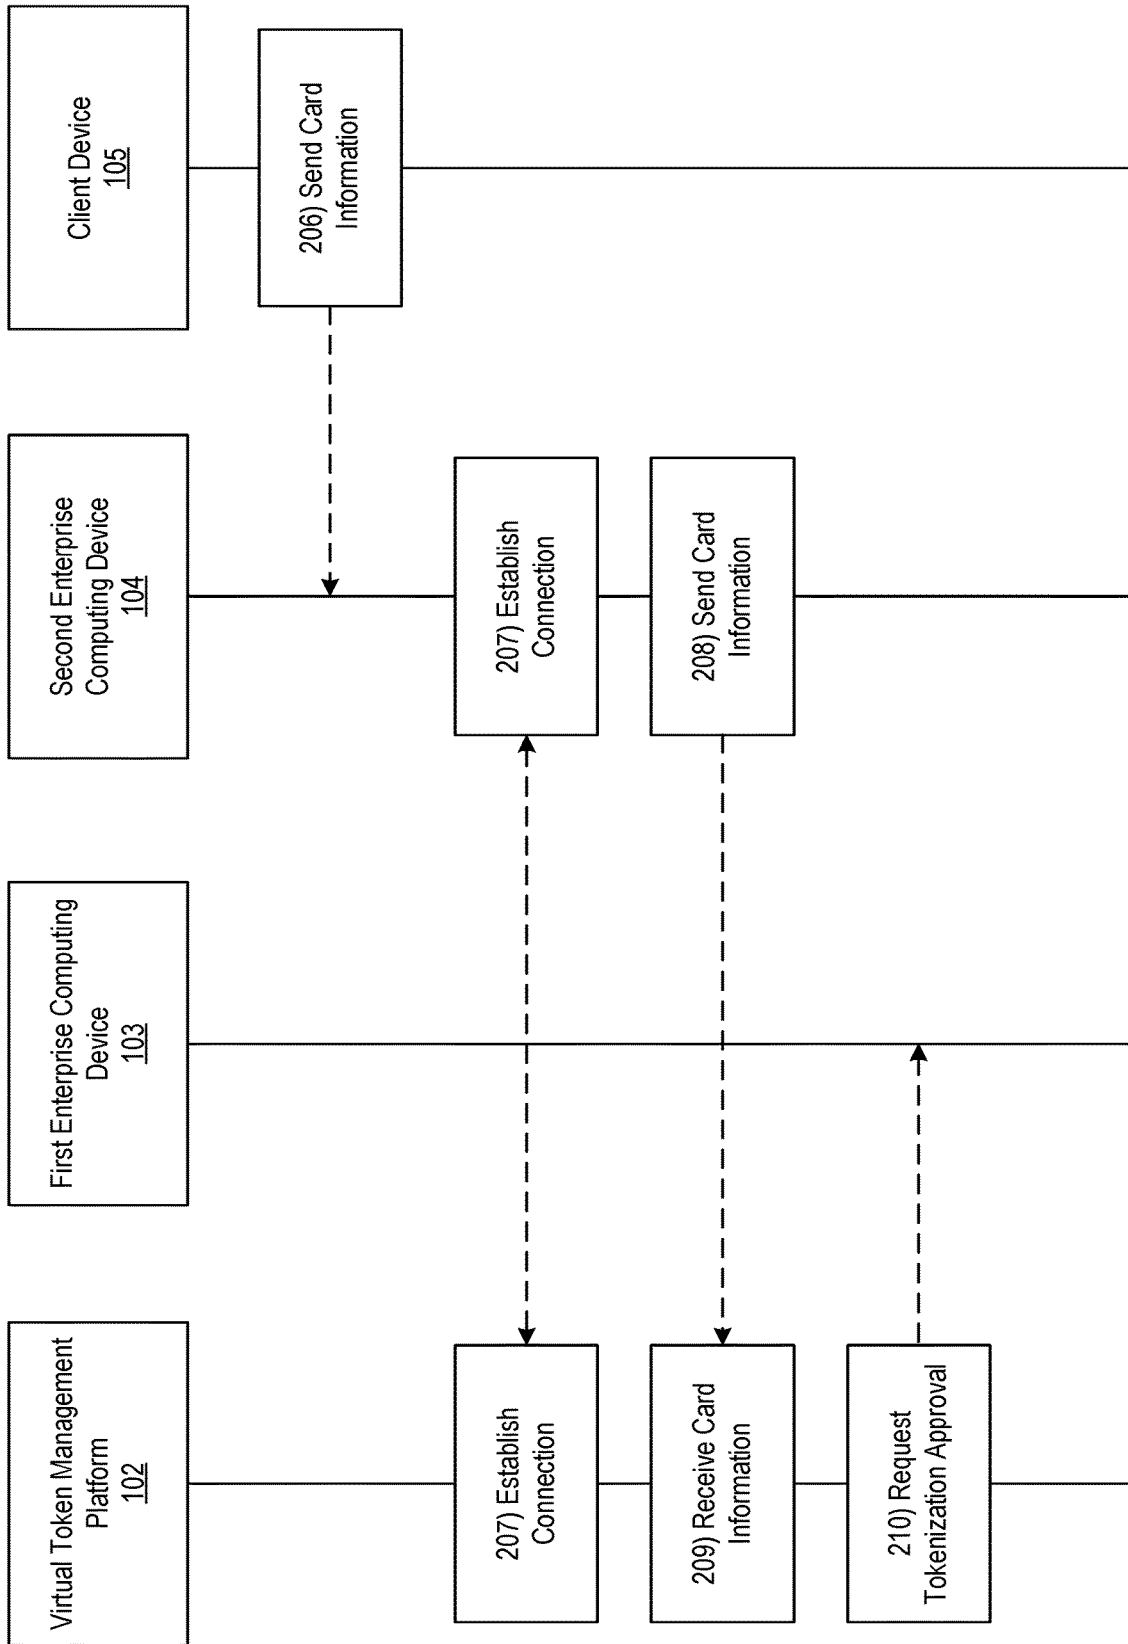 Virtual Token Management
Platform
102
First Enterprise Computing
Device
103
Second Enterprise
Computing Device
104
Client Device
105
206) Send Card
Information
207) Establish
Connection
207) Establish
Connection
209) Receive Card
Information
208) Send Card
Information
210) Request
Tokenization Approval